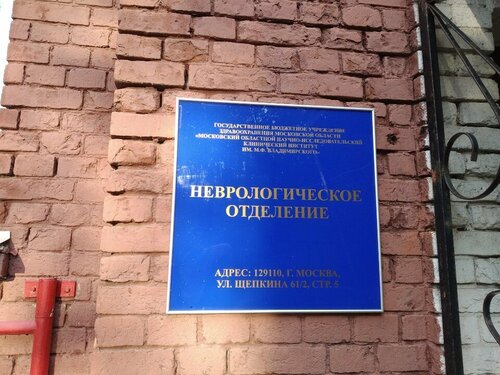 ГОСУДАРСТВЕННОЕ БЮДЖЕТНОЕ УЧРЕЖДЕНИЕ
ЗДРАВООХРАНЕНИЯ МОСКОВСКОЙ ОБЛАСТИ
«МОСКОВСКИЙ ОБЛАСТНОЙ НАУЧНО-ИССЛЕДОВАТЕЛЬСКИЙ
КЛИНИЧЕСКИЙ ИНСТИТУТ
ИМ. М.Ф. ВЛАДИМИРСКОГО»
НЕВРОЛОГИЧЕСКОЕ
ОТДЕЛЕНИЕ
АДРЕС: 129110, Г. МОСКВА,
УЛ. ЩЕПКИНА 61/2, СТР. 5